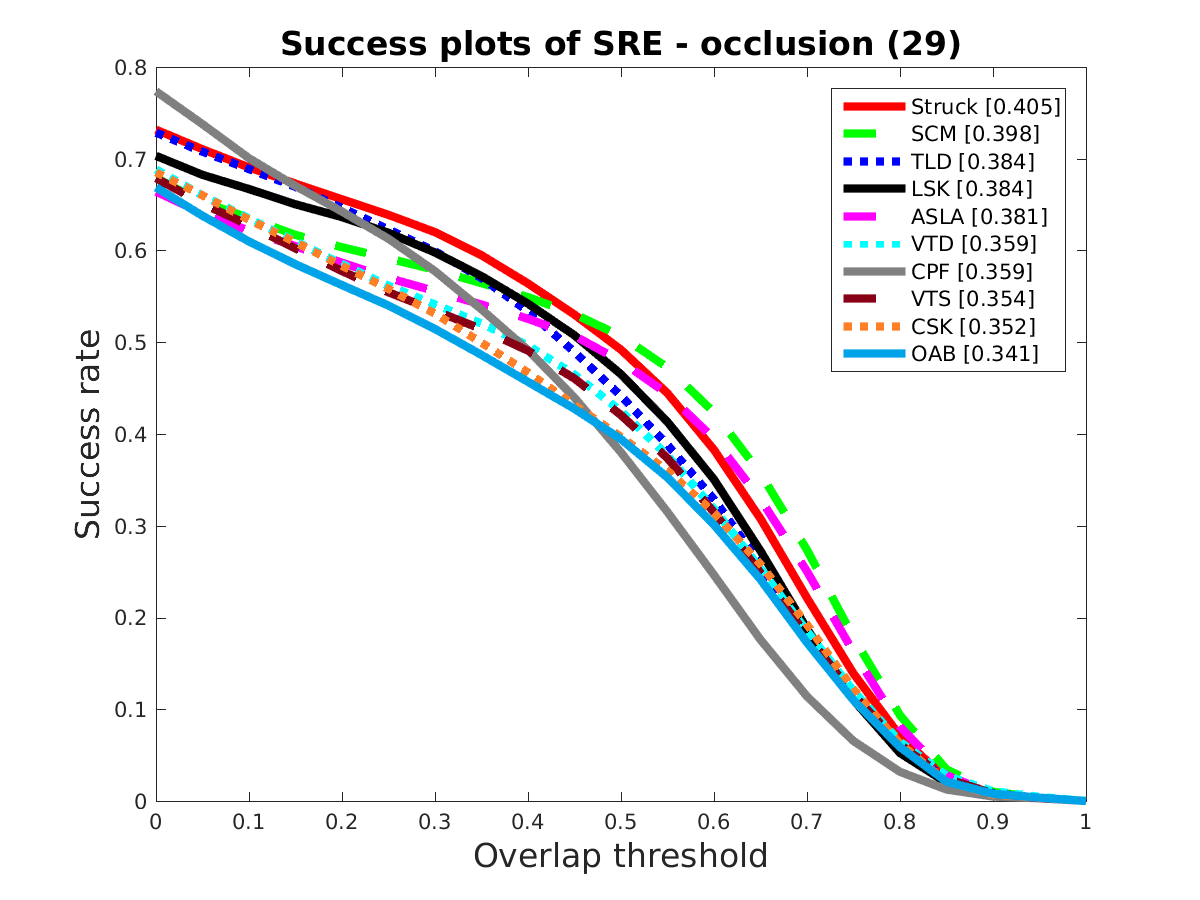 Success plots of SRE - occlusion (29)
Success rate
0.8
0.7
0.6
0.5
0.4
0.3
0.2
0.1
0
Struck [0.405]
SCM [0.398]
TLD [0.384]
LSK [0.384]
ASLA [0.381]
VTD [0.359]
CPF [0.359]
VTS [0.354]
CSK [0.352]
OAB [0.341]
0 0.1 0.2 0.3 0.4 0.5 0.6 0.7 0.8 0.9 1
Overlap threshold